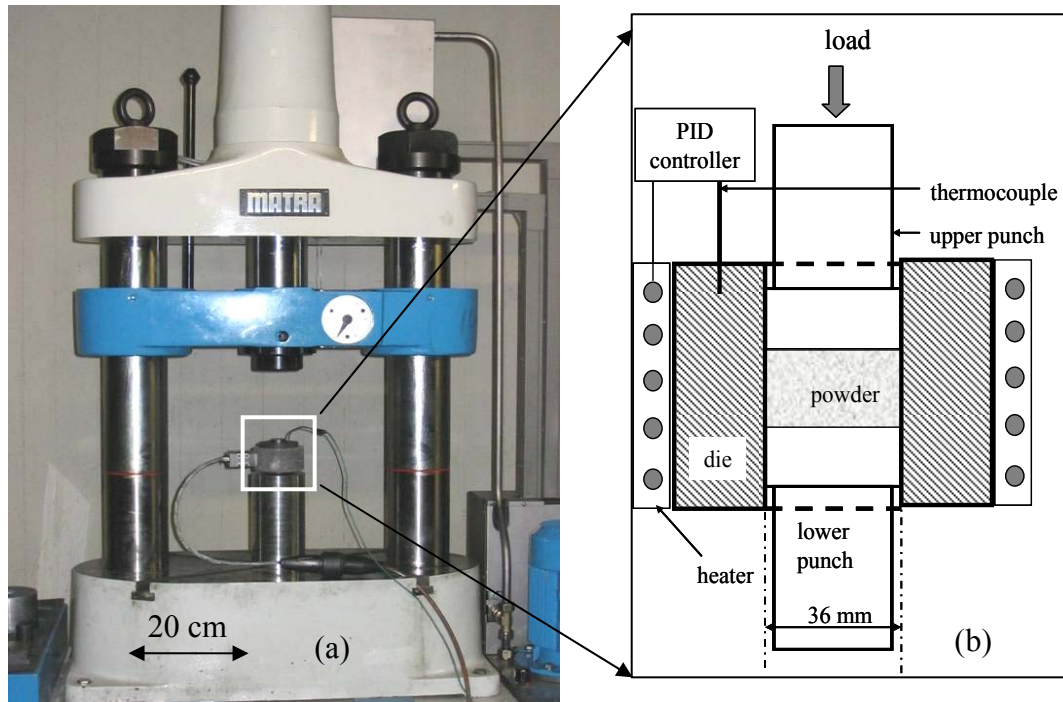 MATRA
20 cm
(a)
load
PID
controller
thermocouple
upper punch
powder
die
lower
punch
heater
36 mm
(b)